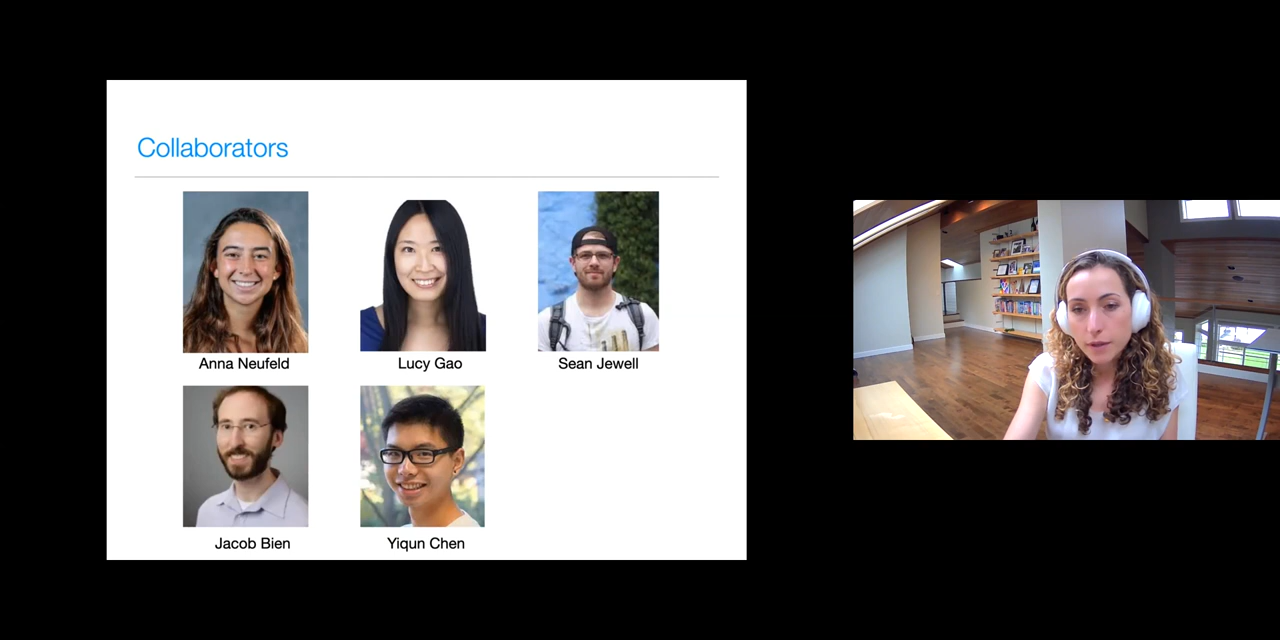 Collaborators
Anna Neufeld
Lucy Gao
Sean Jewell
Jacob Bien
Yiqun Chen